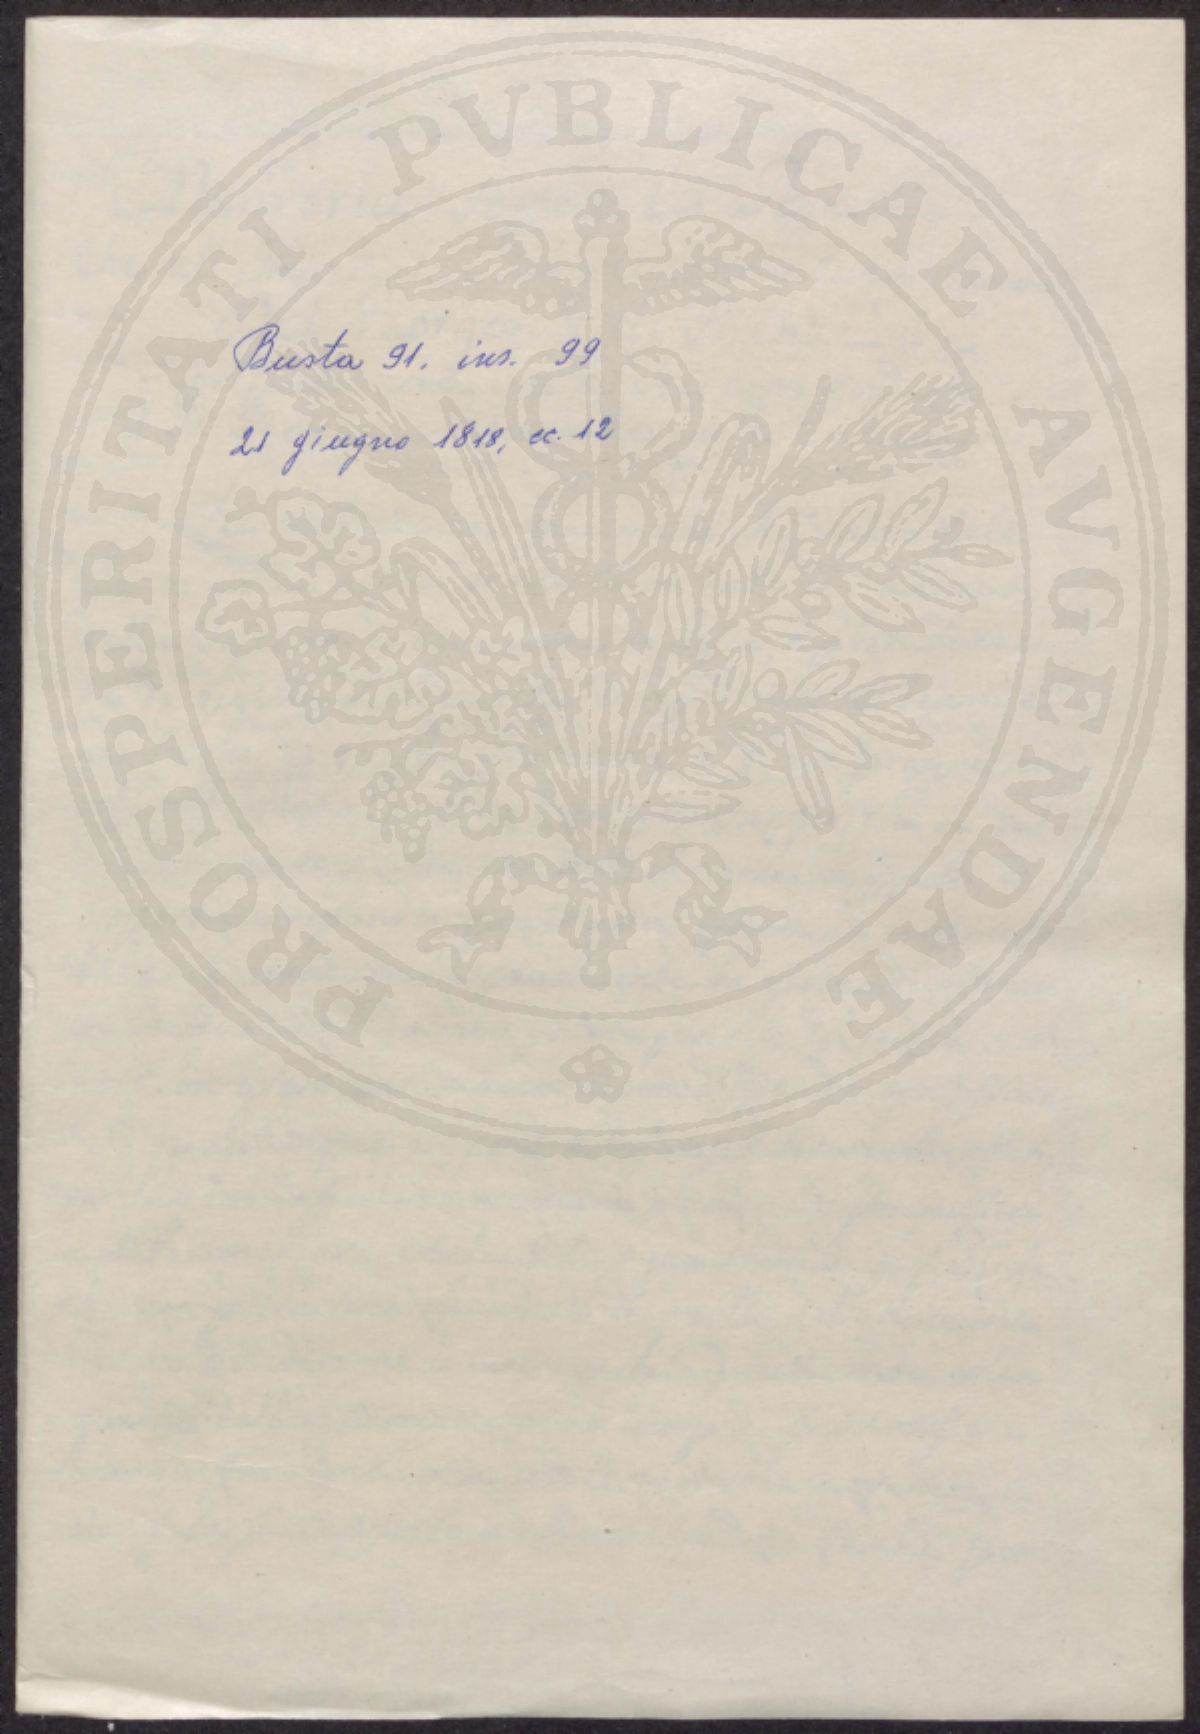 Busta 91. ins. 99
21 giugno 1818, cc. 12
PROSPERITATI PVBLICAE AVGENDAE